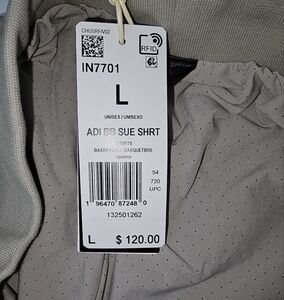 CHUSRFIV02
RFID
IN7701
L
UNISEX / UNISEXO
ADI BB SUE SHRT
SHORTS
BASKETBALL BASQUETBOL
54
720
UPC
1 96470 87248 0
132501262
L $ 120.00